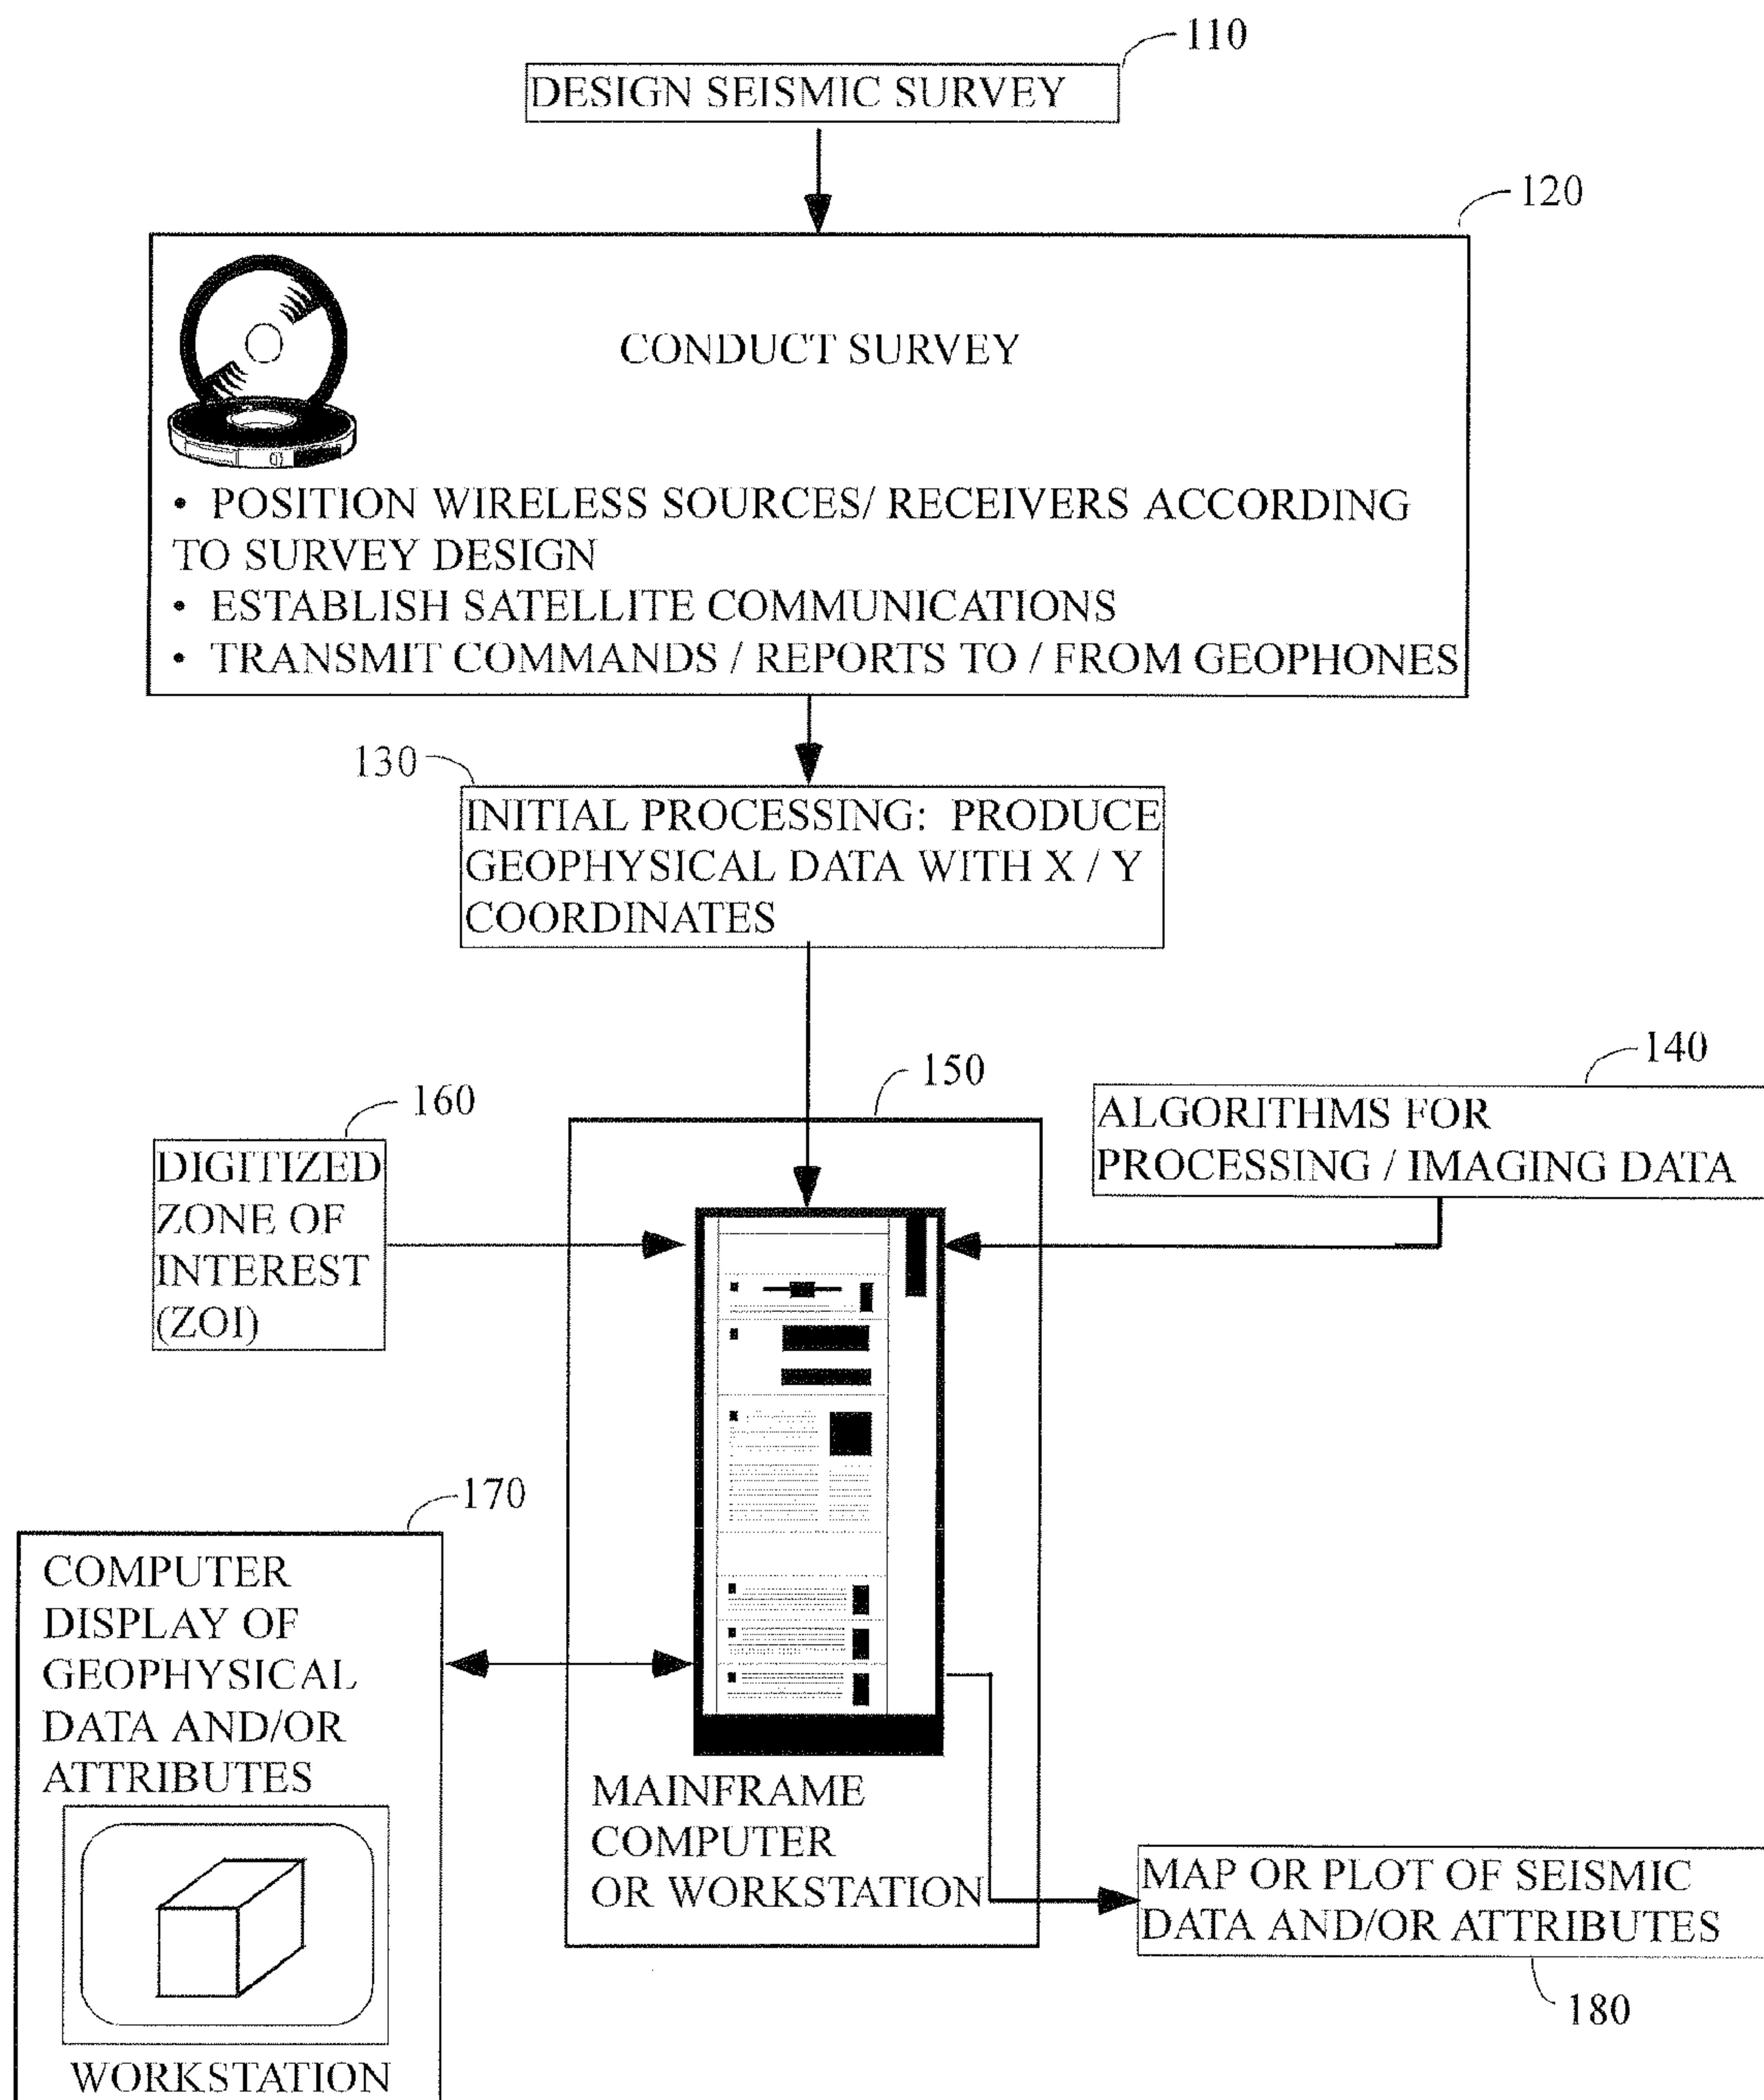 110
DESIGN SEISMIC SURVEY
120
CONDUCT SURVEY
• POSITION WIRELESS SOURCES/ RECEIVERS ACCORDING
TO SURVEY DESIGN
• ESTABLISH SATELLITE COMMUNICATIONS
• TRANSMIT COMMANDS / REPORTS TO / FROM GEOPHONES
130
INITIAL PROCESSING: PRODUCE
GEOPHYSICAL DATA WITH X / Y
COORDINATES
140
ALGORITHMS FOR
PROCESSING / IMAGING DATA
150
160
DIGITIZED
ZONE OF
INTEREST
(ZOI)
170
COMPUTER
DISPLAY OF
GEOPHYSICAL
DATA AND/OR
ATTRIBUTES
WORKSTATION
MAINFRAME
COMPUTER
OR WORKSTATION
MAP OR PLOT OF SEISMIC
DATA AND/OR ATTRIBUTES
180